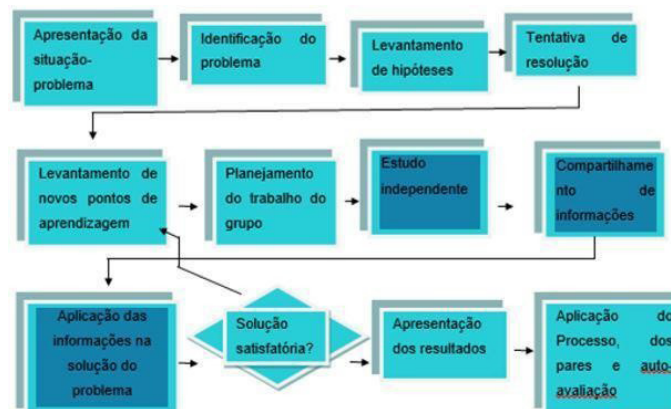 Apresentação da
situação-
problema
Identificação do
problema
Levantamento
de hipóteses
Tentativa de
resolução
Levantamento de
novos pontos de
aprendizagem
Planejamento
do trabalho do
grupo
Estudo
independente
Compartilhame
nto de
informações
Aplicação das
informações na
solução do
problema
Solução
satisfatória?
Apresentação
dos resultados
Aplicação do
Processo, dos
pares e auto-
avaliação